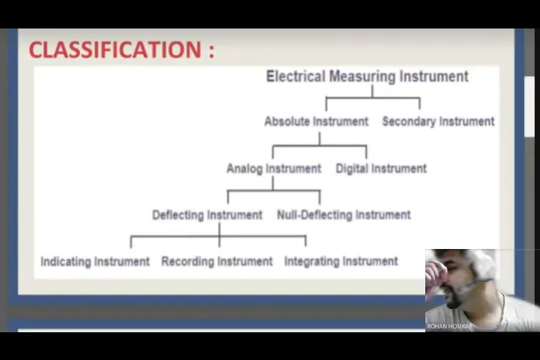 CLASSIFICATION :
Electrical Measuring Instrument
Absolute Instrument Secondary Instrument
Analog Instrument Digital Instrument
Deflecting Instrument Null-Deflecting Instrument
Indicating Instrument Recording Instrument Integrating Instrument